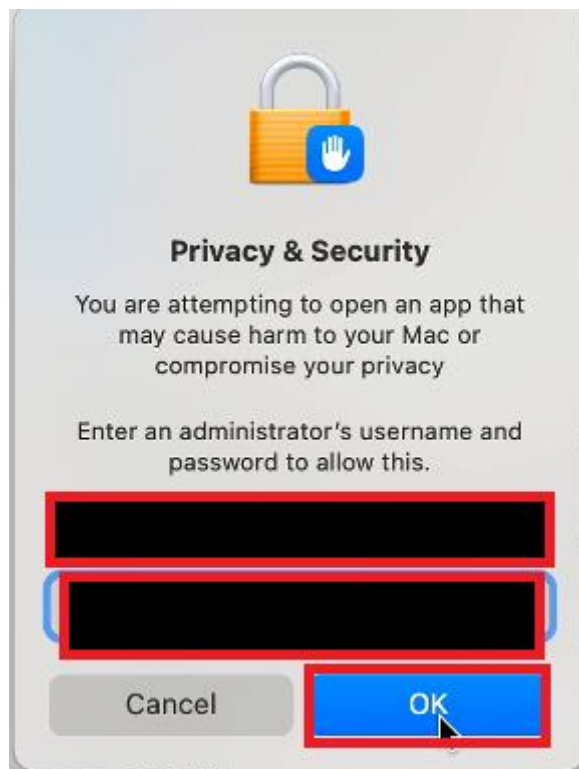 Privacy & Security
You are attempting to open an app that
may cause harm to your Mac or
compromise your privacy
Enter an administrator's username and
password to allow this.
Cancel
OK